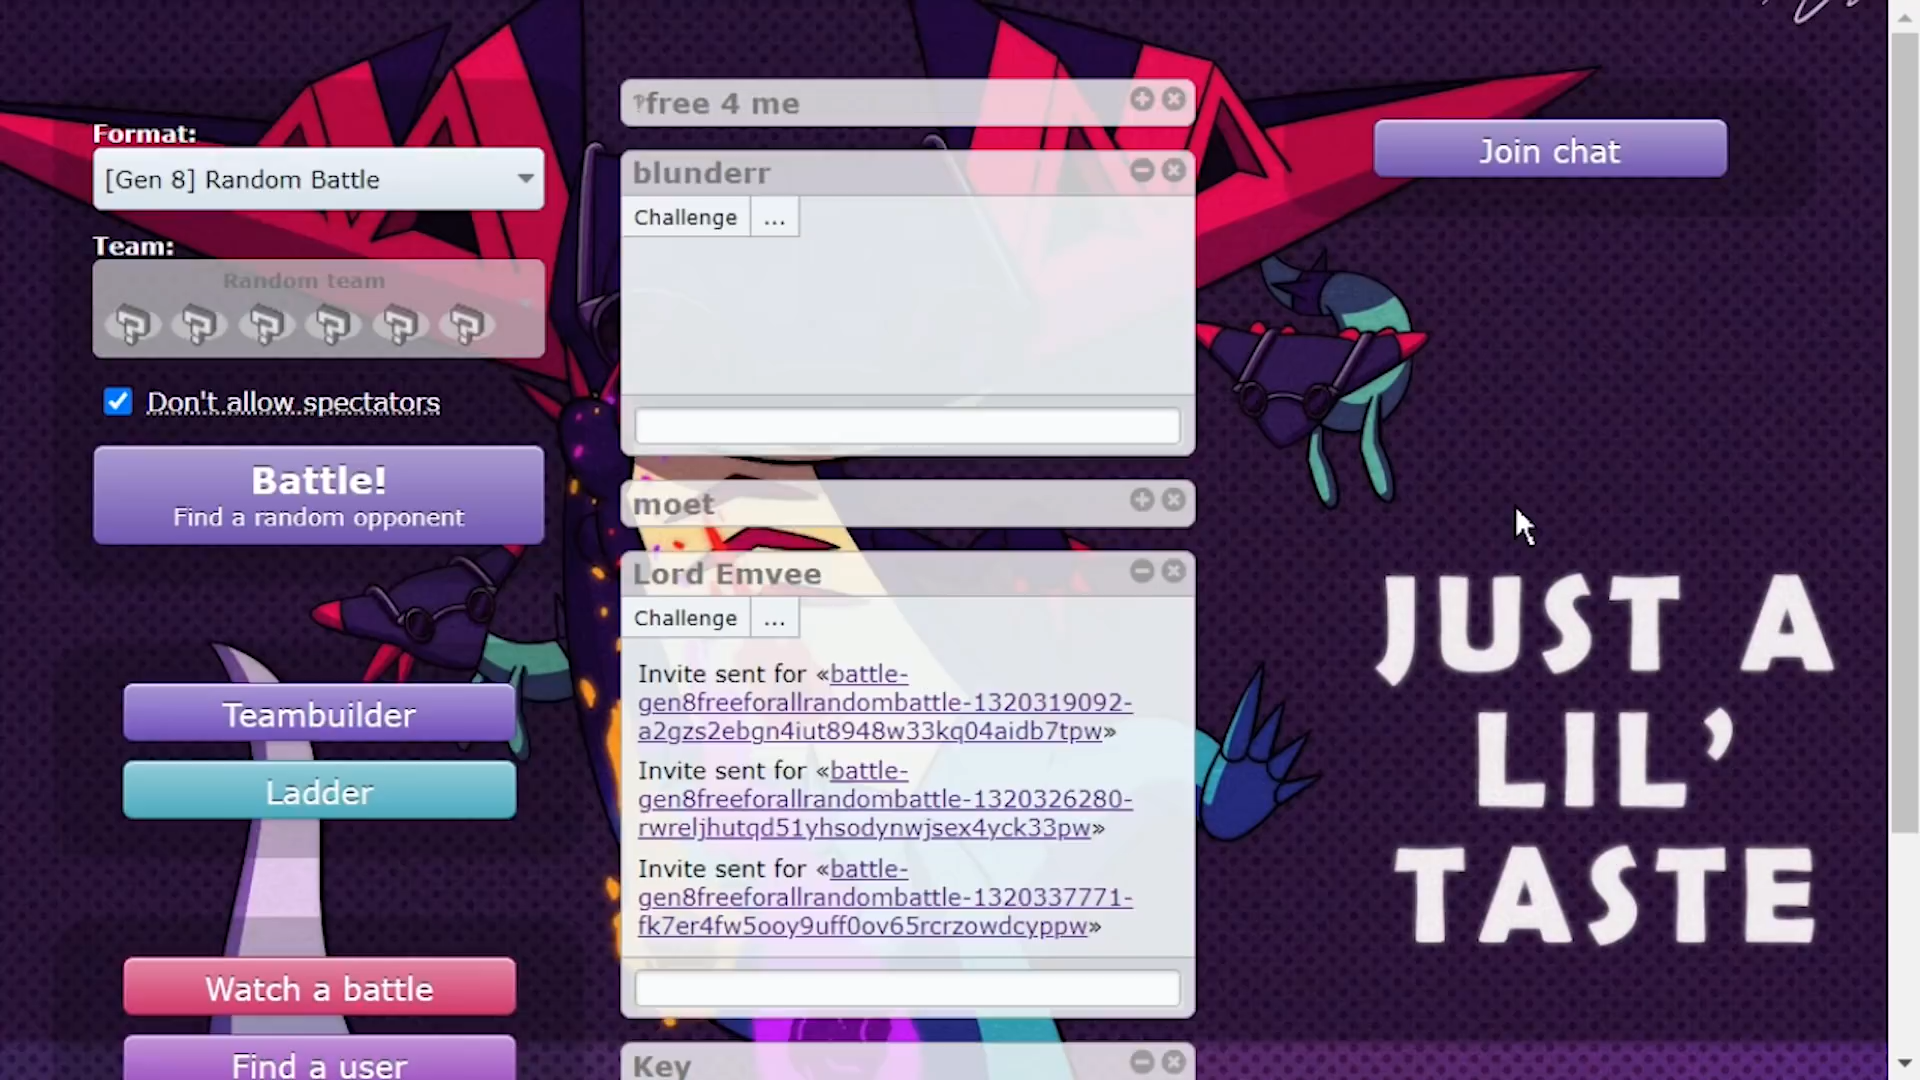 Format:
[Gen 8] Random Battle
Team:
Random team
Don't allow spectators
Battle!
Find a random opponent
Teambuilder
Ladder
Watch a battle
Find a user
‽free 4 me
blunderr
Challenge
...
moet
Lord Emvee
Challenge
...
Invite sent for «battle-
gen8freeforallrandombattle-1320319092-
a2gzs2ebgn4iut8948w33kq04aidb7tpw»
Invite sent for «battle-
gen8freeforallrandombattle-1320326280-
rwreljhutqd51yhsodynwjsex4yck33pw»
Invite sent for «battle-
gen8freeforallrandombattle-1320337771-
fk7er4fw5ooy9uff0ov65rcrzowdcyppw»
Key
Join chat
JUST A
LIL’
TASTE